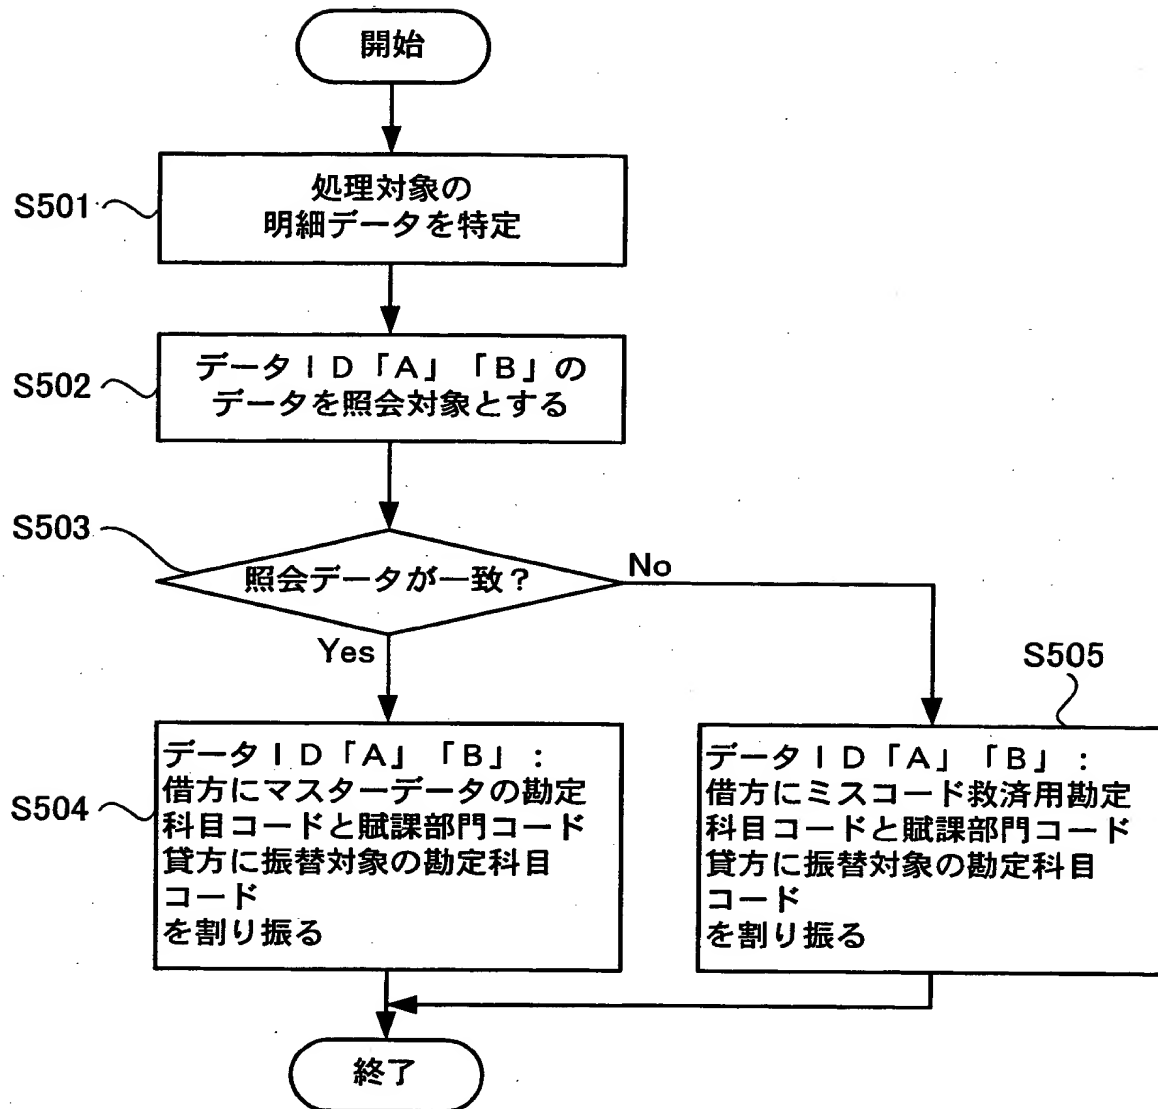 開始
S501
処理対象の
明細データを特定
S502
データID「A」「B」の
データを照会対象とする
S503
照会データが一致?
No
Yes
S504
データID「A」「B」:
借方にマスターデータの勘定
科目コードと賦課部門コード
貸方に振替対象の勘定科目
コード
を割り振る
S505
データID「A」「B」:
借方にミスコード救済用勘定
科目コードと賦課部門コード
貸方に振替対象の勘定科目
コード
を割り振る
終了